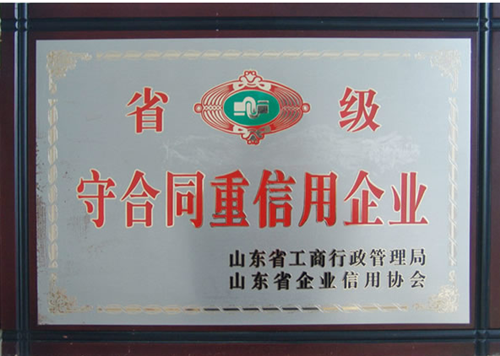 省 级
守合同重信用企业
山东省工商行政管理局
山东省企业信用协会